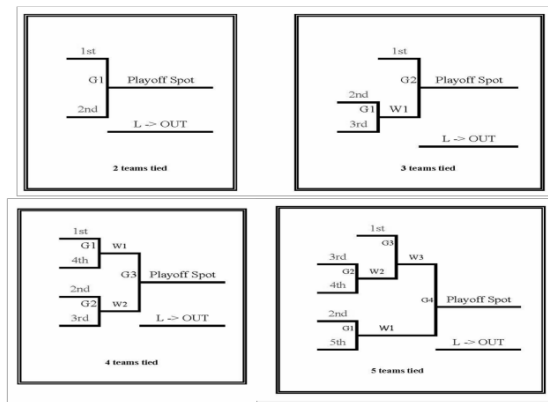 1st
G1
Playoff Spot
2nd
L -> OUT
2 teams tied
1st
G2
Playoff Spot
2nd
G1
W1
3rd
L -> OUT
3 teams tied
1st
G1
W1
4th
G3
Playoff Spot
2nd
G2
W2
3rd
L -> OUT
4 teams tied
1st
G3
3rd
W3
G2
W2
4th
G4
Playoff Spot
2nd
G1
W1
5th
L -> OUT
5 teams tied